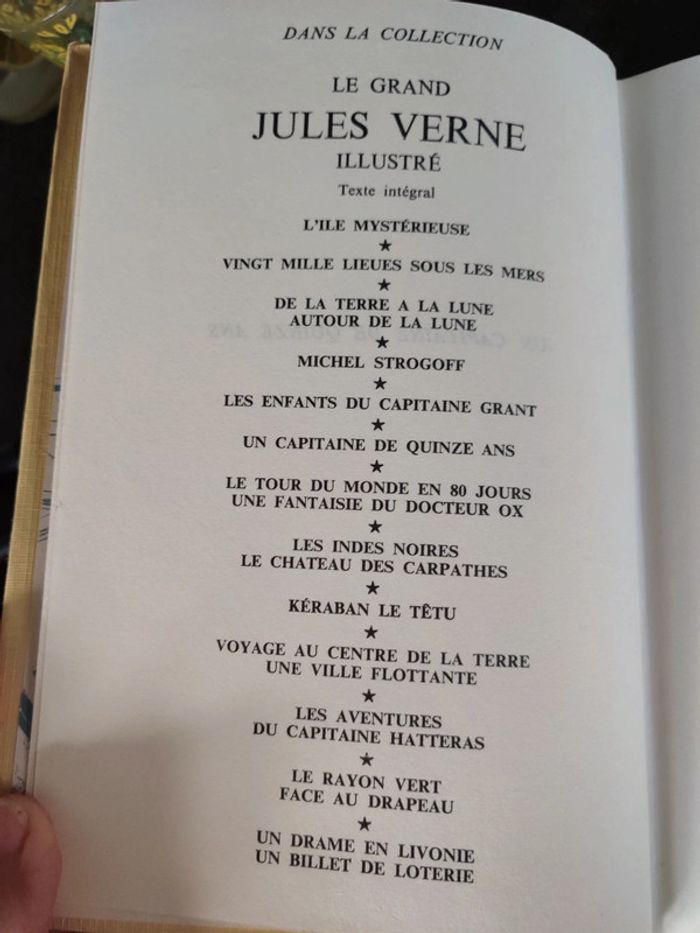 DANS LA COLLECTION
LE GRAND
JULES VERNE
ILLUSTRÉ
Texte intégral
L'ILE MYSTÉRIEUSE
★
VINGT MILLE LIEUES SOUS LES MERS
★
DE LA TERRE A LA LUNE
AUTOUR DE LA LUNE
★
MICHEL STROGOFF
★
LES ENFANTS DU CAPITAINE GRANT
★
UN CAPITAINE DE QUINZE ANS
★
LE TOUR DU MONDE EN 80 JOURS
UNE FANTAISIE DU DOCTEUR OX
★
LES INDES NOIRES
LE CHATEAU DES CARPATHES
★
KÉRABAN LE TÊTU
★
VOYAGE AU CENTRE DE LA TERRE
UNE VILLE FLOTTANTE
★
LES AVENTURES
DU CAPITAINE HATTERAS
★
LE RAYON VERT
FACE AU DRAPEAU
★
UN DRAME EN LIVONIE
UN BILLET DE LOTERIE